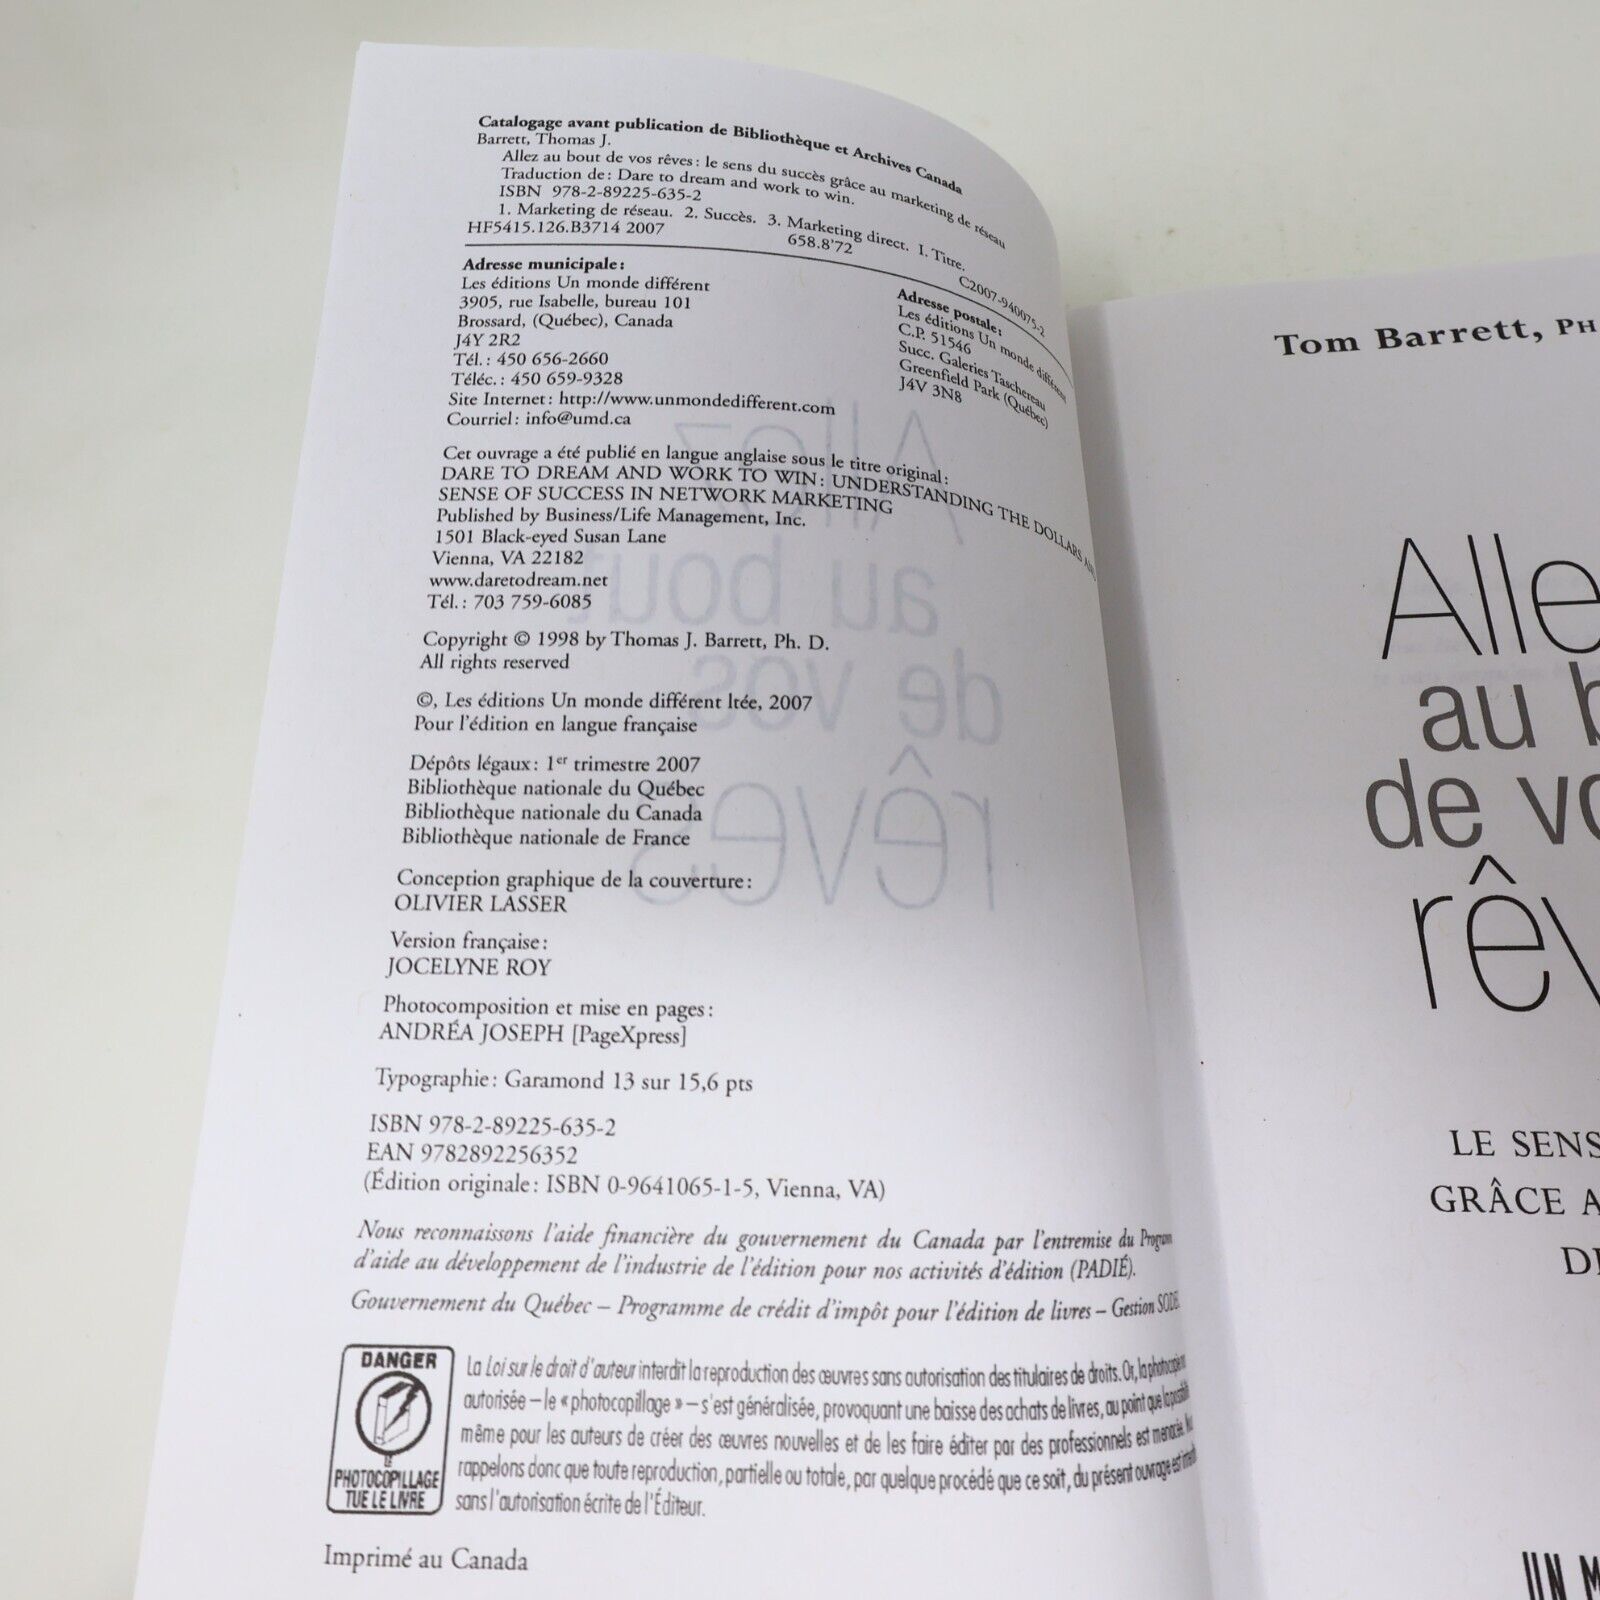 Catalogage avant publication de Bibliothèque et Archives Canada
Barrett, Thomas J.
Allez au bout de vos rêves : le sens du succès grâce au marketing de réseau
Traduction de : Dare to dream and work to win.
ISBN 978-2-89225-635-2
1. Marketing de réseau. 2. Succès. 3. Marketing direct. I. Titre.
HF5415.126.B3714 2007 658.8'72 C2007-940075-2
Adresse municipale :
Les éditions Un monde différent
3905, rue Isabelle, bureau 101
Brossard, (Québec), Canada
J4Y 2R2
Tél. : 450 656-2660
Téléc. : 450 659-9328
Site Internet : http://www.unmondedifferent.com
Courriel : info@umd.ca
Adresse postale :
Les éditions Un monde différent
C.P. 51546
Succ. Galeries Taschereau
Greenfield Park (Québec)
J4V 3N8
Cet ouvrage a été publié en langue anglaise sous le titre original :
DARE TO DREAM AND WORK TO WIN : UNDERSTANDING THE DOLLARS AND
SENSE OF SUCCESS IN NETWORK MARKETING
Published by Business/Life Management, Inc.
1501 Black-eyed Susan Lane
Vienna, VA 22182
www.daretodream.net
Tél. : 703 759-6085
Copyright © 1998 by Thomas J. Barrett, Ph. D.
All rights reserved
©, Les éditions Un monde différent ltée, 2007
Pour l'édition en langue française
Dépôts légaux : 1er trimestre 2007
Bibliothèque nationale du Québec
Bibliothèque nationale du Canada
Bibliothèque nationale de France
Conception graphique de la couverture :
OLIVIER LASSER
Version française :
JOCELYNE ROY
Photocomposition et mise en pages :
ANDRÉA JOSEPH [PageXpress]
Typographie : Garamond 13 sur 15,6 pts
ISBN 978-2-89225-635-2
EAN 9782892256352
(Édition originale : ISBN 0-9641065-1-5, Vienna, VA)
Nous reconnaissons l'aide financière du gouvernement du Canada par l'entremise du Program
d'aide au développement de l'industrie de l'édition pour nos activités d'édition (PADIÉ).
Gouvernement du Québec – Programme de crédit d'impôt pour l'édition de livres – Gestion
DANGER
LE
PHOTOCOPILLAGE
TUE LE LIVRE
La Loi sur le droit d'auteur interdit la reproduction des œuvres sans autorisation des titulaires de droits. Or, la
autorisée – le « photocopillage » – s'est généralisée, provoquant une baisse des achats de livres, au point que la
même pour les auteurs de créer des œuvres nouvelles et de les faire éditer par des professionnels est menacée.
rappelons donc que toute reproduction, partielle ou totale, par quelque procédé que ce soit, du présent ouvrage est
sans l'autorisation écrite de l'Éditeur.
Imprimé au Canada
Tom Barrett, PH
Alle
au b
de vo
rêv
LE SENS
GRÂCE A
UN M